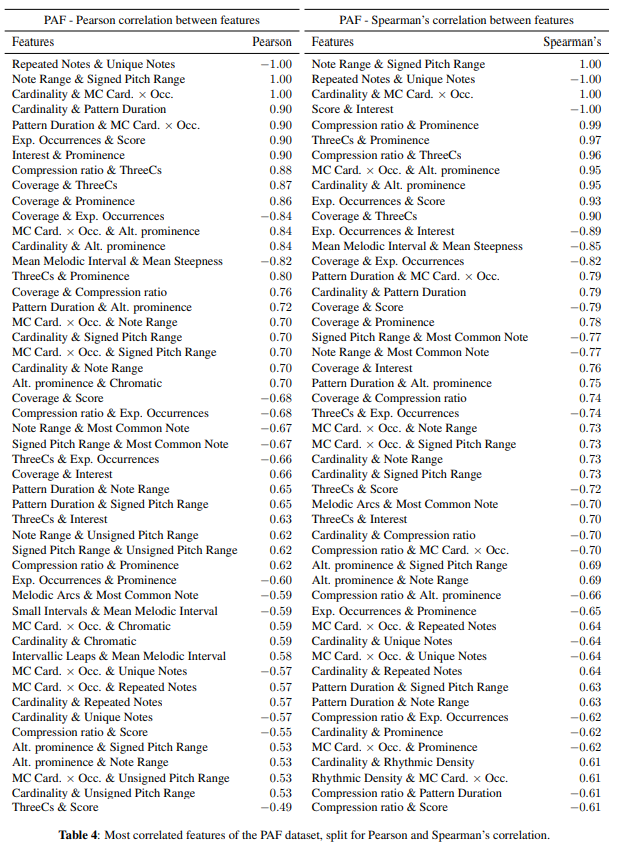 PAF - Pearson correlation between features
Features Pearson
Repeated Notes & Unique Notes −1.00
Note Range & Signed Pitch Range 1.00
Cardinality & MC Card. × Occ. 1.00
Cardinality & Pattern Duration 0.90
Pattern Duration & MC Card. × Occ. 0.90
Exp. Occurrences & Score 0.90
Interest & Prominence 0.90
Compression ratio & ThreeCs 0.88
Coverage & ThreeCs 0.87
Coverage & Prominence 0.86
Coverage & Exp. Occurrences −0.84
MC Card. × Occ. & Alt. prominence 0.84
Cardinality & Alt. prominence 0.84
Mean Melodic Interval & Mean Steepness −0.82
ThreeCs & Prominence 0.80
Coverage & Compression ratio 0.76
Pattern Duration & Alt. prominence 0.72
MC Card. × Occ. & Note Range 0.70
Cardinality & Signed Pitch Range 0.70
MC Card. × Occ. & Signed Pitch Range 0.70
Cardinality & Note Range 0.70
Alt. prominence & Chromatic 0.70
Coverage & Score −0.68
Compression ratio & Exp. Occurrences −0.68
Note Range & Most Common Note −0.67
Signed Pitch Range & Most Common Note −0.67
ThreeCs & Exp. Occurrences −0.66
Coverage & Interest 0.66
Pattern Duration & Note Range 0.65
Pattern Duration & Signed Pitch Range 0.65
ThreeCs & Interest 0.63
Note Range & Unsigned Pitch Range 0.62
Signed Pitch Range & Unsigned Pitch Range 0.62
Compression ratio & Prominence 0.62
Exp. Occurrences & Prominence −0.60
Melodic Arcs & Most Common Note −0.59
Small Intervals & Mean Melodic Interval −0.59
MC Card. × Occ. & Chromatic 0.59
Cardinality & Chromatic 0.59
Intervallic Leaps & Mean Melodic Interval 0.58
MC Card. × Occ. & Unique Notes −0.57
MC Card. × Occ. & Repeated Notes 0.57
Cardinality & Repeated Notes 0.57
Cardinality & Unique Notes −0.57
Compression ratio & Score −0.55
Alt. prominence & Signed Pitch Range 0.53
Alt. prominence & Note Range 0.53
MC Card. × Occ. & Unsigned Pitch Range 0.53
Cardinality & Unsigned Pitch Range 0.53
ThreeCs & Score −0.49
PAF - Spearman's correlation between features
Features Spearman's
Note Range & Signed Pitch Range 1.00
Repeated Notes & Unique Notes −1.00
Cardinality & MC Card. × Occ. 1.00
Score & Interest −1.00
Compression ratio & Prominence 0.99
ThreeCs & Prominence 0.97
Compression ratio & ThreeCs 0.96
MC Card. × Occ. & Alt. prominence 0.95
Cardinality & Alt. prominence 0.95
Exp. Occurrences & Score 0.93
Coverage & ThreeCs 0.90
Exp. Occurrences & Interest −0.89
Mean Melodic Interval & Mean Steepness −0.85
Coverage & Exp. Occurrences −0.82
Pattern Duration & MC Card. × Occ. 0.79
Cardinality & Pattern Duration 0.79
Coverage & Score −0.79
Coverage & Prominence 0.78
Signed Pitch Range & Most Common Note −0.77
Note Range & Most Common Note −0.77
Coverage & Interest 0.76
Pattern Duration & Alt. prominence 0.75
Coverage & Compression ratio 0.74
ThreeCs & Exp. Occurrences −0.74
MC Card. × Occ. & Note Range 0.73
MC Card. × Occ. & Signed Pitch Range 0.73
Cardinality & Note Range 0.73
Cardinality & Signed Pitch Range 0.73
ThreeCs & Score −0.72
Melodic Arcs & Most Common Note −0.70
ThreeCs & Interest 0.70
Cardinality & Compression ratio −0.70
Compression ratio & MC Card. × Occ. −0.70
Alt. prominence & Signed Pitch Range 0.69
Alt. prominence & Note Range 0.69
Compression ratio & Alt. prominence −0.66
Exp. Occurrences & Prominence −0.65
MC Card. × Occ. & Repeated Notes 0.64
Cardinality & Unique Notes −0.64
MC Card. × Occ. & Unique Notes −0.64
Cardinality & Repeated Notes 0.64
Pattern Duration & Signed Pitch Range 0.63
Pattern Duration & Note Range 0.63
Compression ratio & Exp. Occurrences −0.62
Cardinality & Prominence −0.62
MC Card. × Occ. & Prominence −0.62
Cardinality & Rhythmic Density 0.61
Rhythmic Density & MC Card. × Occ. 0.61
Compression ratio & Pattern Duration −0.61
Compression ratio & Score −0.61
Table 4: Most correlated features of the PAF dataset, split for Pearson and Spearman's correlation.